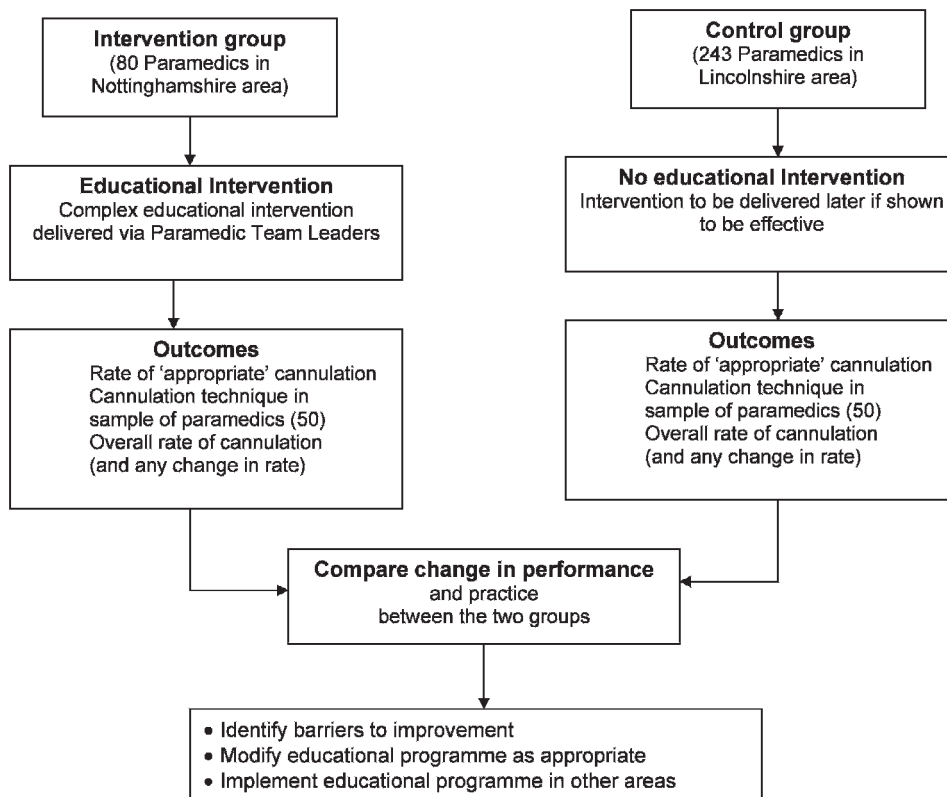 Intervention group
(80 Paramedics in
Nottinghamshire area)
Control group
(243 Paramedics in
Lincolnshire area)
Educational Intervention
Complex educational intervention
delivered via Paramedic Team Leaders
No educational Intervention
Intervention to be delivered later if shown
to be effective
Outcomes
Rate of 'appropriate' cannulation
Cannulation technique in
sample of paramedics (50)
Overall rate of cannulation
(and any change in rate)
Outcomes
Rate of 'appropriate' cannulation
Cannulation technique in
sample of paramedics (50)
Overall rate of cannulation
(and any change in rate)
Compare change in performance
and practice
between the two groups
• Identify barriers to improvement
• Modify educational programme as appropriate
• Implement educational programme in other areas